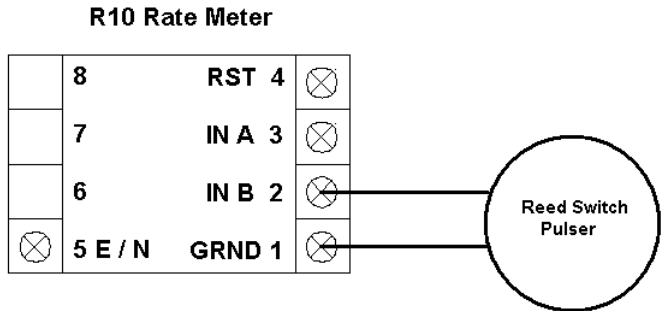 R10 Rate Meter
8 RST 4
7 IN A 3
6 IN B 2
5 E / N GRND 1
Reed Switch
Pulser